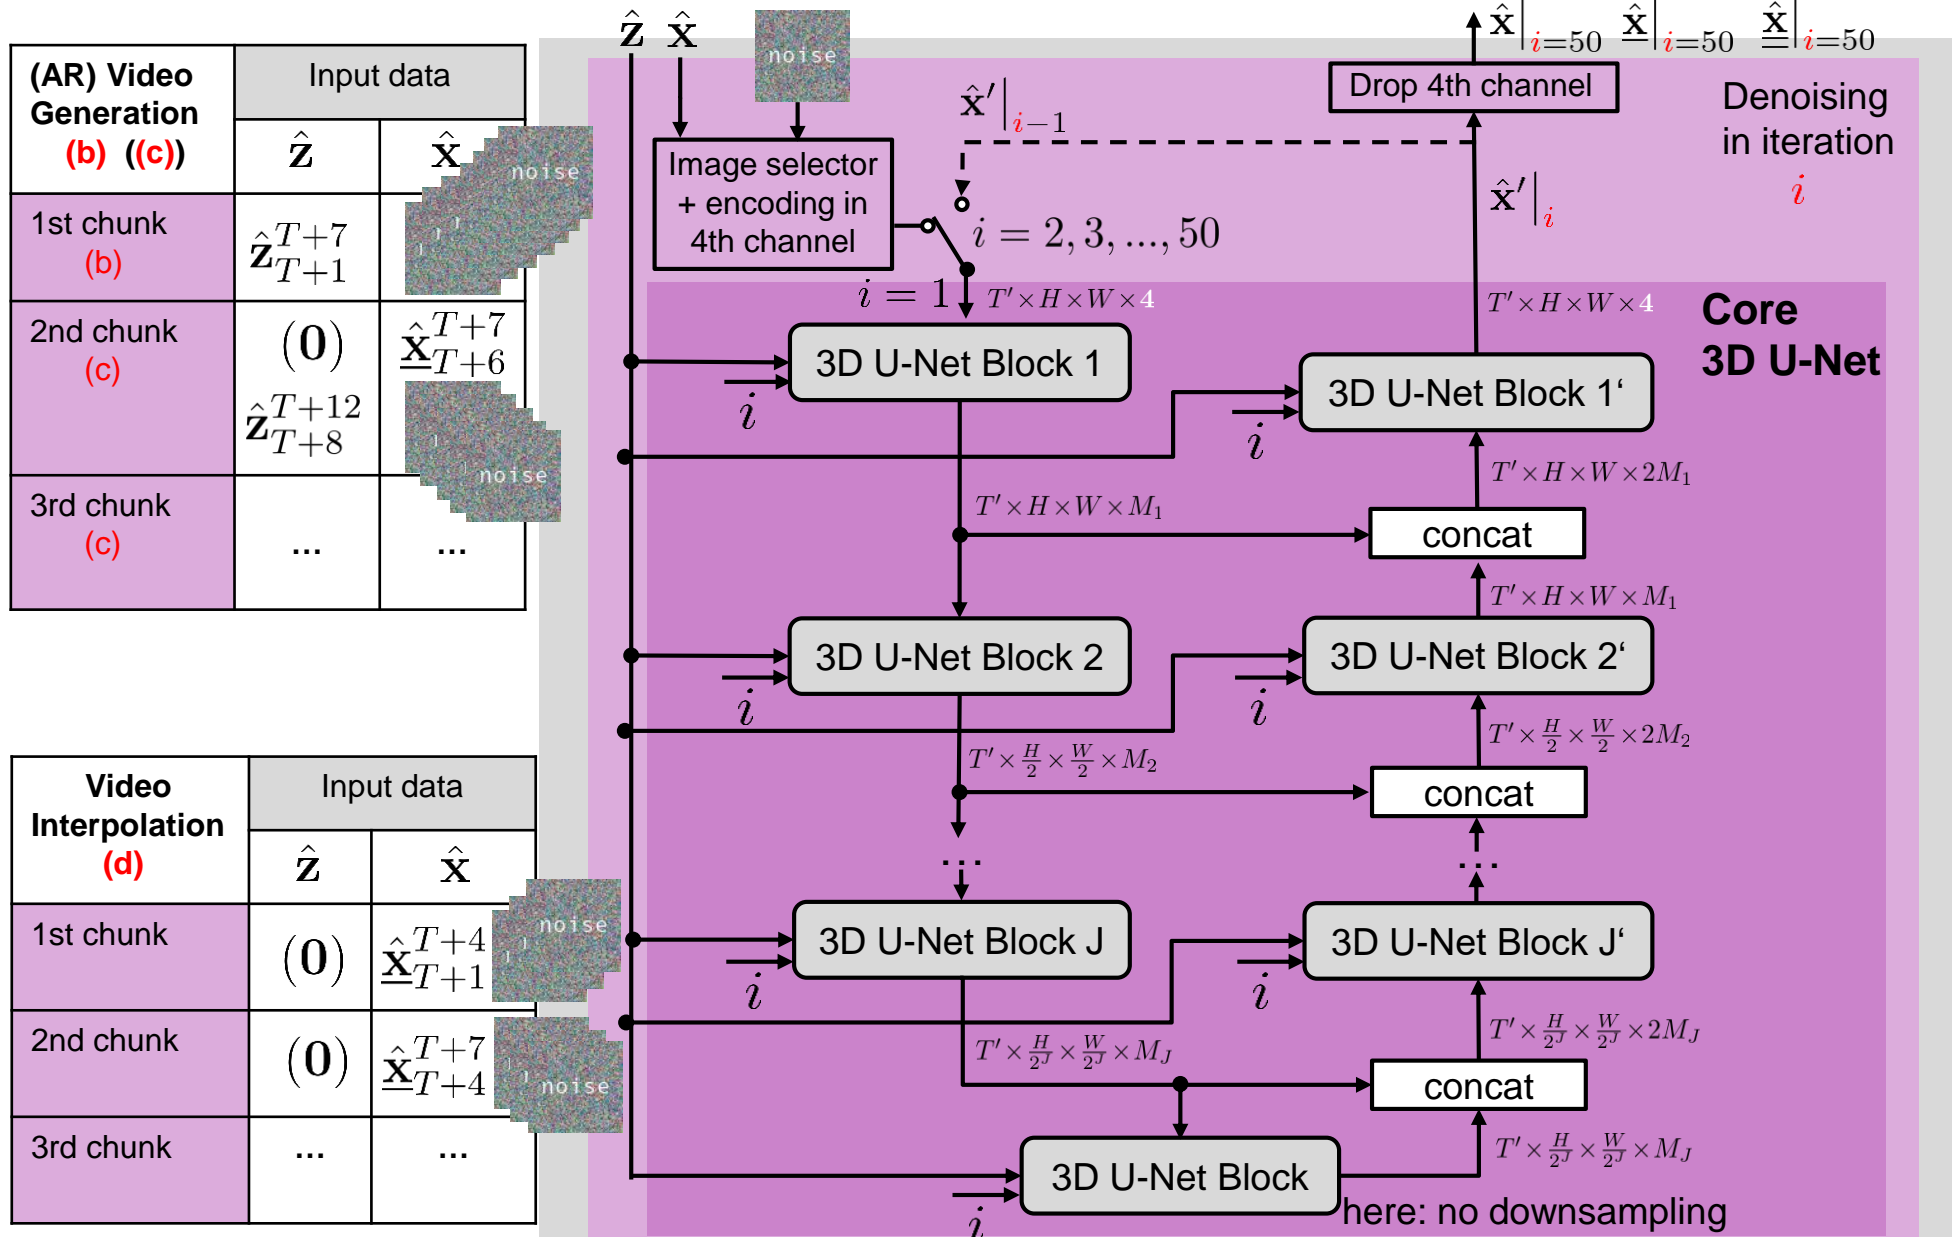 (AR) Video
Generation
(b) ((c))
Input data
ẑ x̂
noise
1st chunk
(b)
ẑ_{T+1}^{T+7}
2nd chunk
(c)
(0) x̲̂_{T+6}^{T+7}
ẑ_{T+8}^{T+12}
noise
3rd chunk
(c)
... ...
Video
Interpolation
(d)
Input data
ẑ x̂
1st chunk
(0) x̲̂_{T+1}^{T+4}
noise
2nd chunk
(0) x̲̂_{T+4}^{T+7}
noise
3rd chunk
... ...
ẑ x̂
noise
Image selector
+ encoding in
4th channel
x̂′|_{i−1}
i = 2, 3, ..., 50
i = 1
T′×H×W×4
x̂|_{i=50} x̲̂|_{i=50} x̳̂|_{i=50}
Drop 4th channel
Denoising
in iteration
i
x̂′|_i
T′×H×W×4
Core
3D U-Net
3D U-Net Block 1
i
3D U-Net Block 1‘
i
T′×H×W×2M_1
T′×H×W×M_1
concat
T′×H×W×M_1
3D U-Net Block 2
i
3D U-Net Block 2‘
i
T′×H/2×W/2×2M_2
T′×H/2×W/2×M_2
concat
... ...
3D U-Net Block J
i
3D U-Net Block J‘
i
T′×H/2^J×W/2^J×2M_J
T′×H/2^J×W/2^J×M_J
concat
T′×H/2^J×W/2^J×M_J
3D U-Net Block
i
here: no downsampling